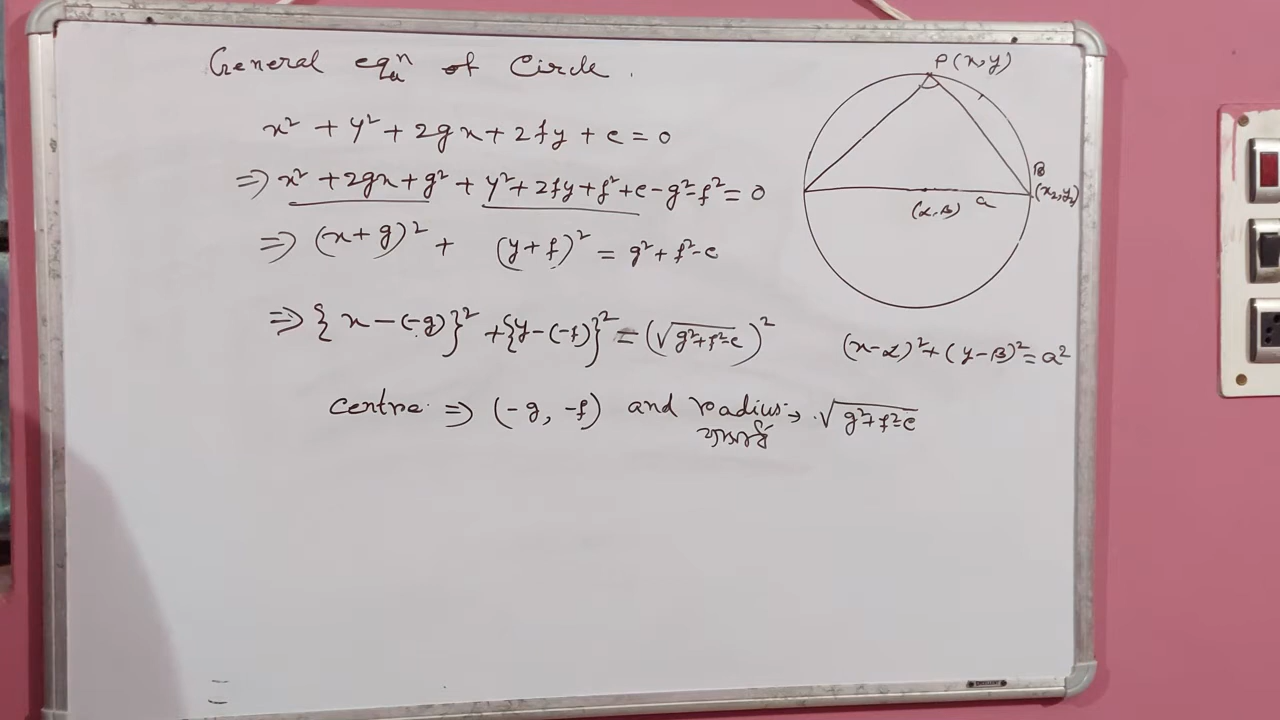 General eqⁿ of Circle.
x² + y² + 2gx + 2fy + c = 0
⇒ x² + 2gx + g² + y² + 2fy + f² + c - g² - f² = 0
⇒ (x+g)² + (y+f)² = g² + f² - c
⇒ {x - (-g)}² + {y - (-f)}² = (√g²+f²-c)²
centre ⇒ (-g, -f) and radius → √g²+f²-c
P(x,y)
B
(x₂,y₂)
(α,β) a
(x-α)² + (y-β)² = a²